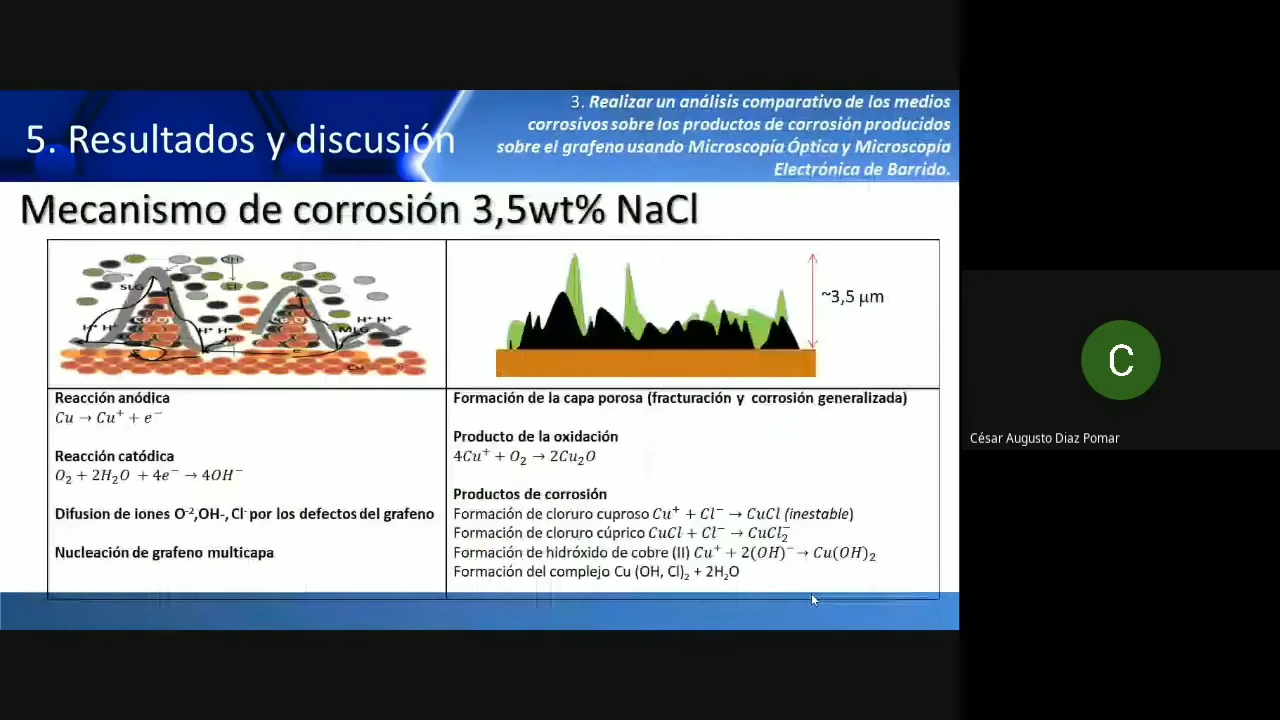 5. Resultados y discusión
3. Realizar un análisis comparativo de los medios
corrosivos sobre los productos de corrosión producidos
sobre el grafeno usando Microscopía Óptica y Microscopía
Electrónica de Barrido.
Mecanismo de corrosión 3,5wt% NaCl
SLG
H⁺ H⁺
H⁺ H⁺
H⁺ H⁺
MLG
Cu
~3,5 μm
Reacción anódica
Cu → Cu⁺ + e⁻
Reacción catódica
O₂ + 2H₂O + 4e⁻ → 4OH⁻
Difusion de iones O⁻²,OH-, Cl⁻ por los defectos del grafeno
Nucleación de grafeno multicapa
Formación de la capa porosa (fracturación y corrosión generalizada)
Producto de la oxidación
4Cu⁺ + O₂ → 2Cu₂O
Productos de corrosión
Formación de cloruro cuproso Cu⁺ + Cl⁻ → CuCl (inestable)
Formación de cloruro cúprico CuCl + Cl⁻ → CuCl₂⁻
Formación de hidróxido de cobre (II) Cu⁺ + 2(OH)⁻ → Cu(OH)₂
Formación del complejo Cu (OH, Cl)₂ + 2H₂O
C
César Augusto Diaz Pomar